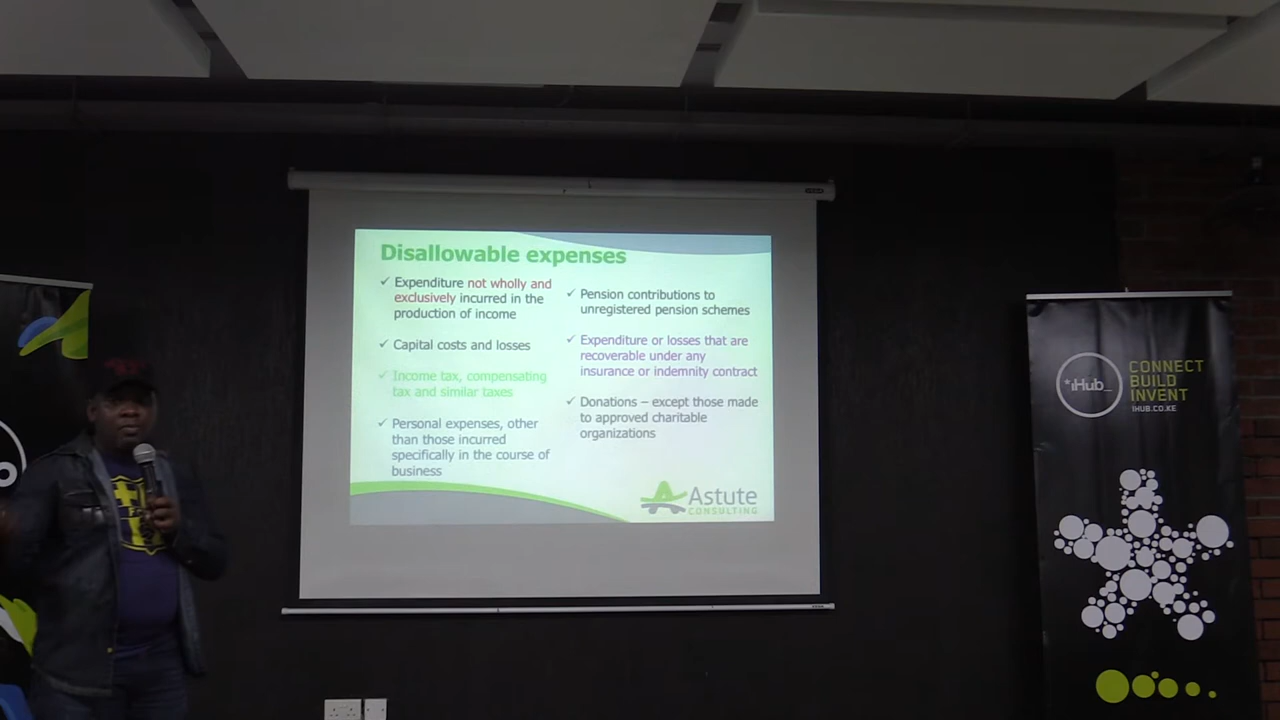 Disallowable expenses
✓ Expenditure not wholly and
exclusively incurred in the
production of income
✓ Capital costs and losses
✓ Income tax, compensating
tax and similar taxes
✓ Personal expenses, other
than those incurred
specifically in the course of
business
✓ Pension contributions to
unregistered pension schemes
✓ Expenditure or losses that are
recoverable under any
insurance or indemnity contract
✓ Donations – except those made
to approved charitable
organizations
Astute
CONSULTING
*iHub_
CONNECT
BUILD
INVENT
IHUB.CO.KE